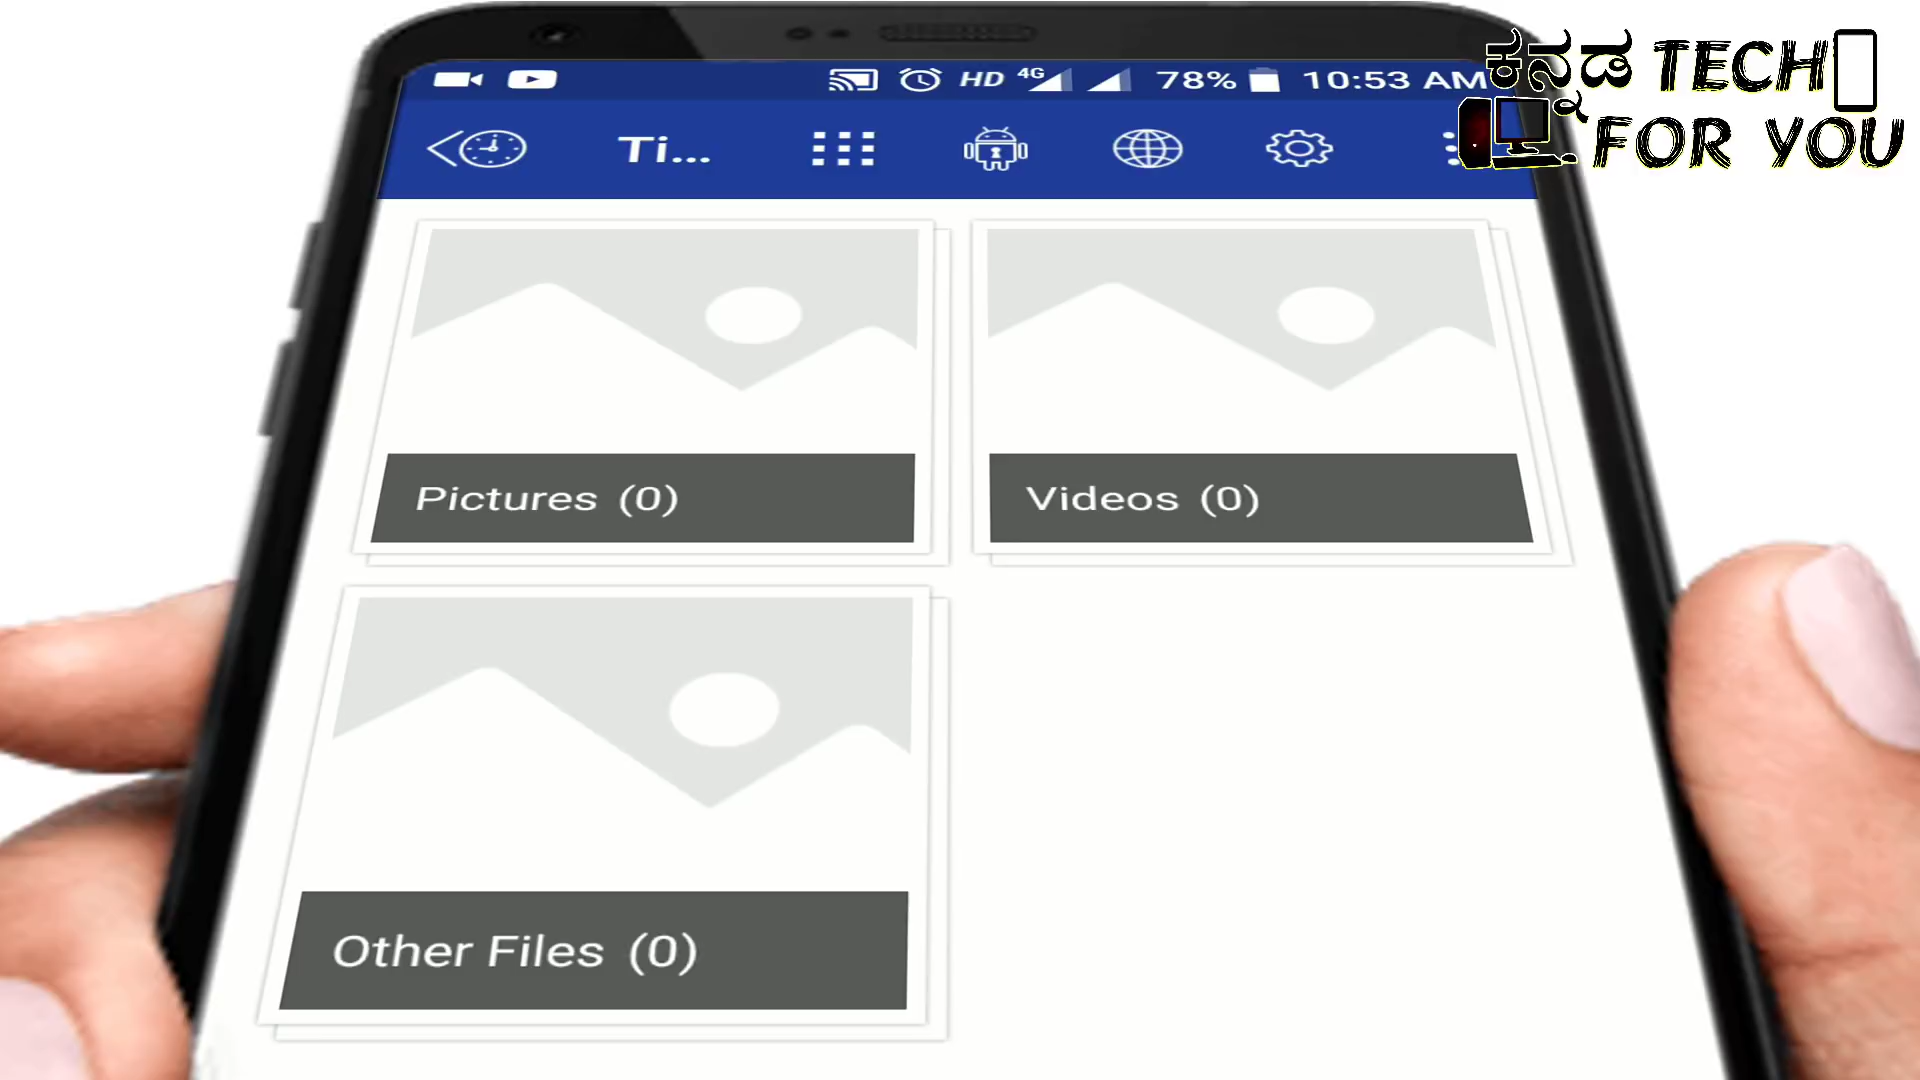 HD 4G 78% 10:53 AM
Ti...
ಕನ್ನಡ TECH
FOR YOU
Pictures (0)
Videos (0)
Other Files (0)